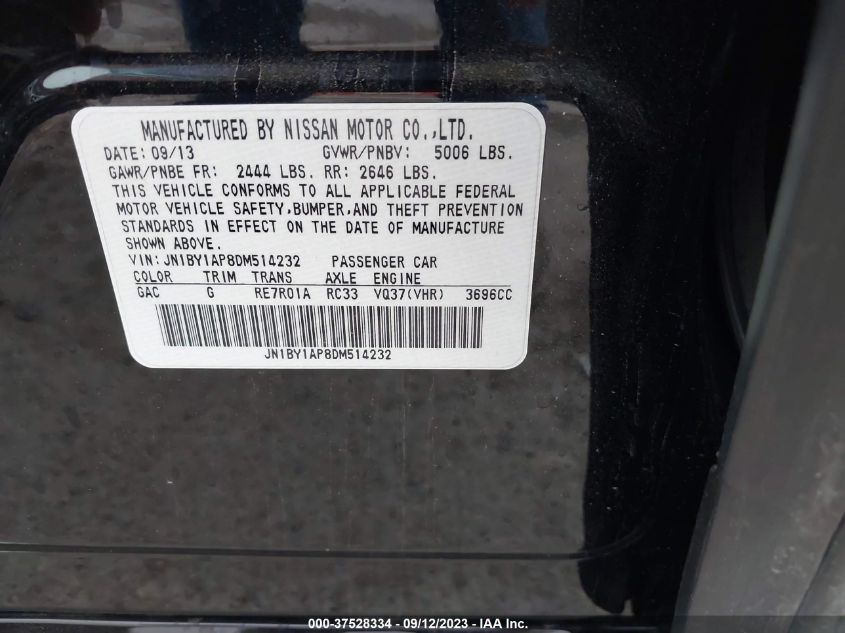 MANUFACTURED BY NISSAN MOTOR CO.,LTD.
DATE: 09/13 GVWR/PNBV: 5006 LBS.
GAWR/PNBE FR: 2444 LBS. RR: 2646 LBS.
THIS VEHICLE CONFORMS TO ALL APPLICABLE FEDERAL
MOTOR VEHICLE SAFETY,BUMPER,AND THEFT PREVENTION
STANDARDS IN EFFECT ON THE DATE OF MANUFACTURE
SHOWN ABOVE.
VIN: JN1BY1AP8DM514232 PASSENGER CAR
COLOR TRIM TRANS AXLE ENGINE
GAC G RE7R01A RC33 VQ37(VHR) 3696CC
JN1BY1AP8DM514232
000-37528334 - 09/12/2023 - IAA Inc.